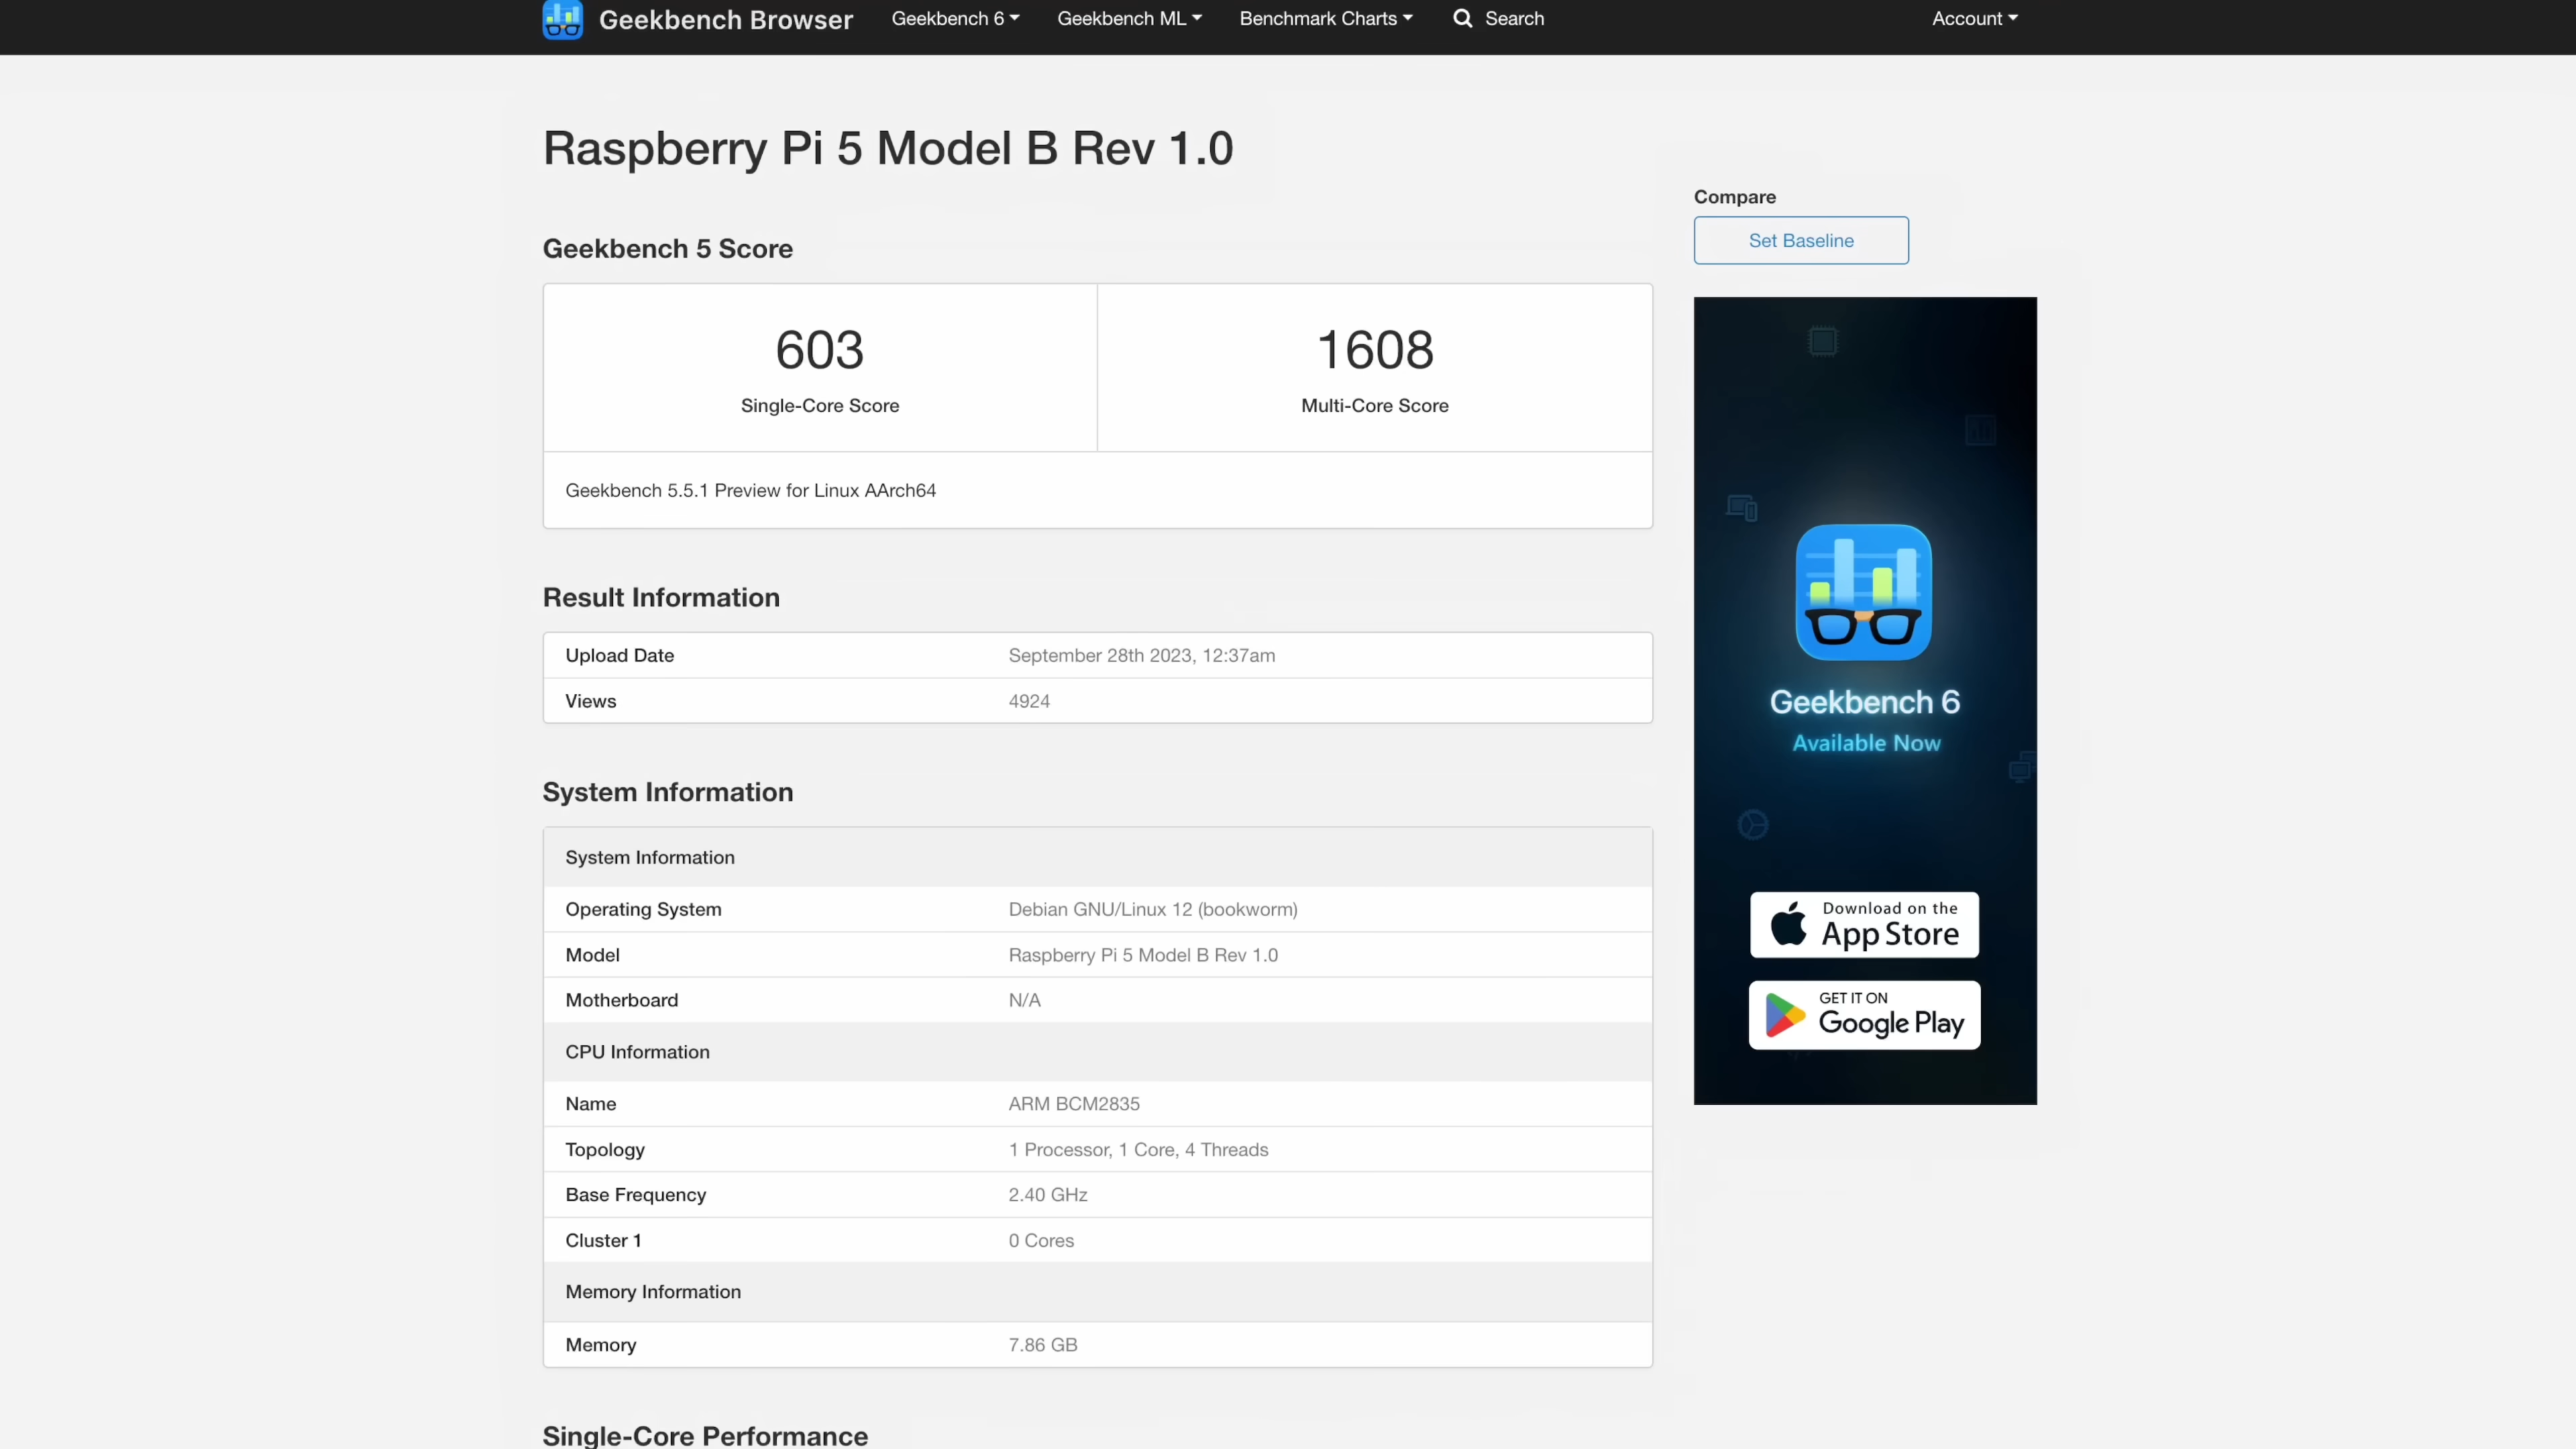 Geekbench Browser Geekbench 6 Geekbench ML Benchmark Charts Search Account
Raspberry Pi 5 Model B Rev 1.0
Compare
Set Baseline
Geekbench 5 Score
603 1608
Single-Core Score Multi-Core Score
Geekbench 5.5.1 Preview for Linux AArch64
Result Information
Upload Date September 28th 2023, 12:37am
Views 4924
System Information
System Information
Operating System Debian GNU/Linux 12 (bookworm)
Model Raspberry Pi 5 Model B Rev 1.0
Motherboard N/A
CPU Information
Name ARM BCM2835
Topology 1 Processor, 1 Core, 4 Threads
Base Frequency 2.40 GHz
Cluster 1 0 Cores
Memory Information
Memory 7.86 GB
Single-Core Performance
Geekbench 6
Available Now
Download on the
App Store
GET IT ON
Google Play